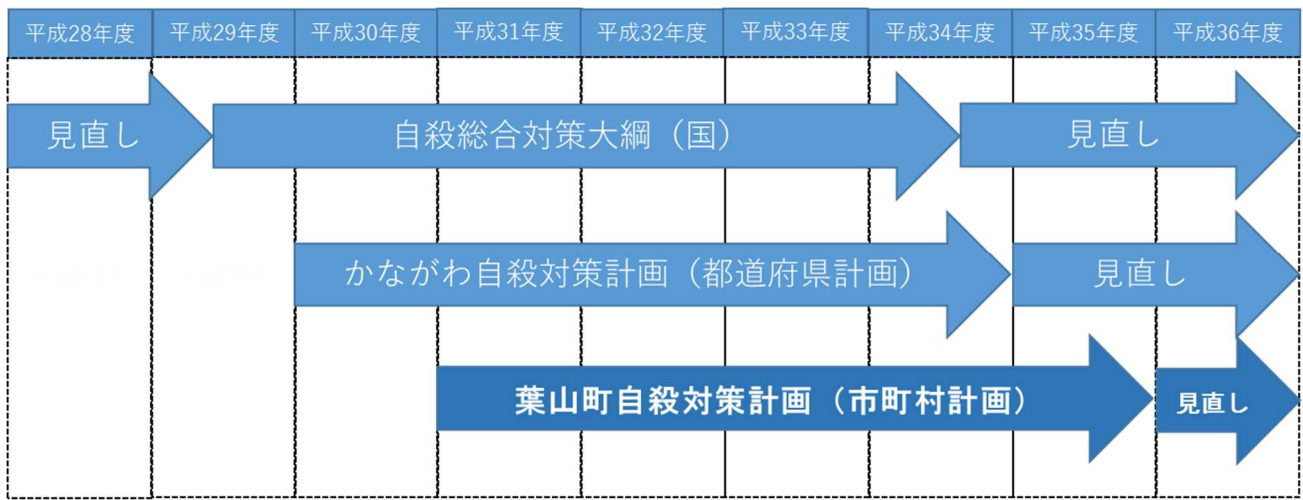 平成28年度 平成29年度 平成30年度 平成31年度 平成32年度 平成33年度 平成34年度 平成35年度 平成36年度
見直し 自殺総合対策大綱（国） 見直し
かながわ自殺対策計画（都道府県計画） 見直し
葉山町自殺対策計画（市町村計画） 見直し